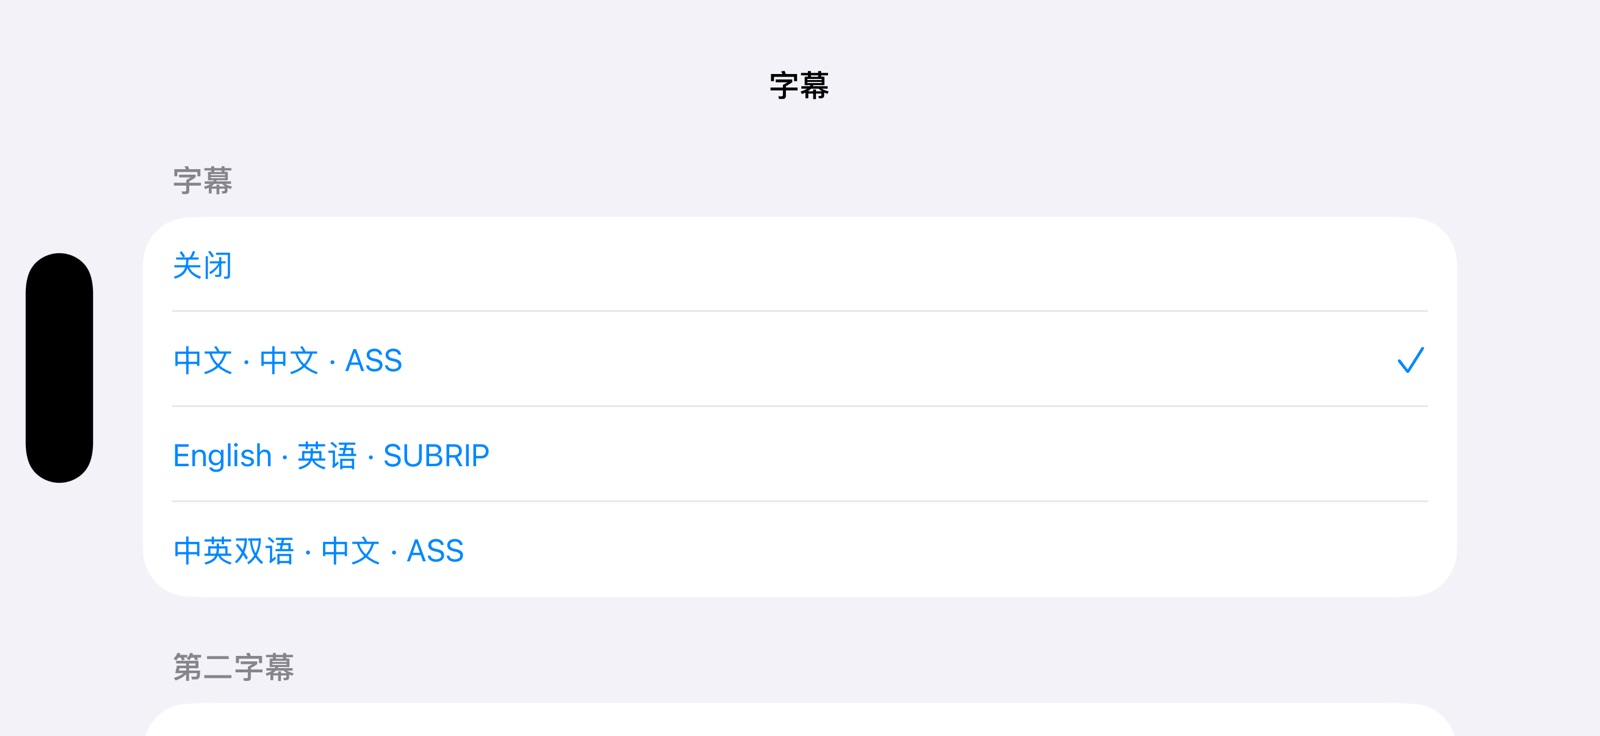 字幕
字幕
关闭
中文 · 中文 · ASS
English · 英语 · SUBRIP
中英双语 · 中文 · ASS
第二字幕